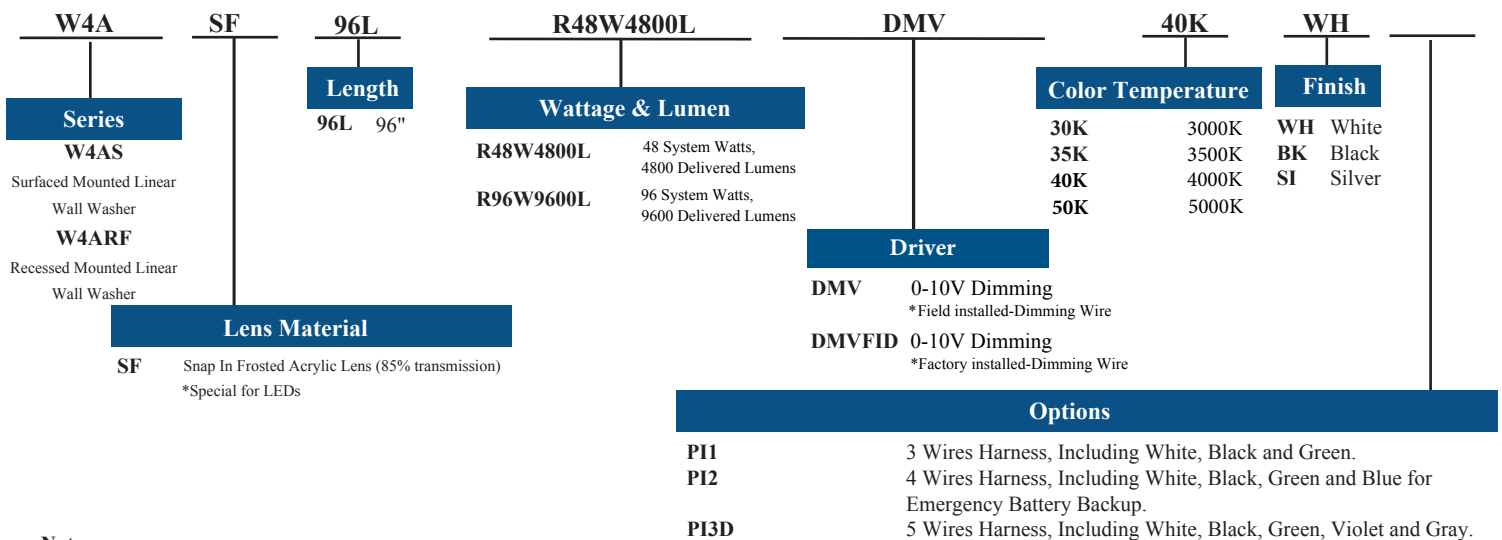 W4A SF 96L R48W4800L DMV 40K WH
Series
W4AS
Surfaced Mounted Linear
Wall Washer
W4ARF
Recessed Mounted Linear
Wall Washer
Lens Material
SF Snap In Frosted Acrylic Lens (85% transmission)
*Special for LEDs
Length
96L 96"
Wattage & Lumen
R48W4800L 48 System Watts,
4800 Delivered Lumens
R96W9600L 96 System Watts,
9600 Delivered Lumens
Driver
DMV 0-10V Dimming
*Field installed-Dimming Wire
DMVFID 0-10V Dimming
*Factory installed-Dimming Wire
Color Temperature
30K 3000K
35K 3500K
40K 4000K
50K 5000K
Finish
WH White
BK Black
SI Silver
Options
PI1 3 Wires Harness, Including White, Black and Green.
PI2 4 Wires Harness, Including White, Black, Green and Blue for
Emergency Battery Backup.
PI3D 5 Wires Harness, Including White, Black, Green, Violet and Gray.